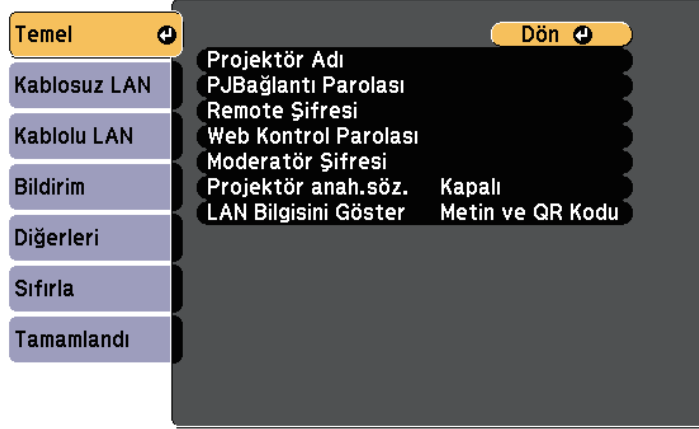 Temel
Kablosuz LAN
Kablolu LAN
Bildirim
Diğerleri
Sıfırla
Tamamlandı
Dön
Projektör Adı
PJBağlantı Parolası
Remote Şifresi
Web Kontrol Parolası
Moderatör Şifresi
Projektör anah.söz. Kapalı
LAN Bilgisini Göster Metin ve QR Kodu